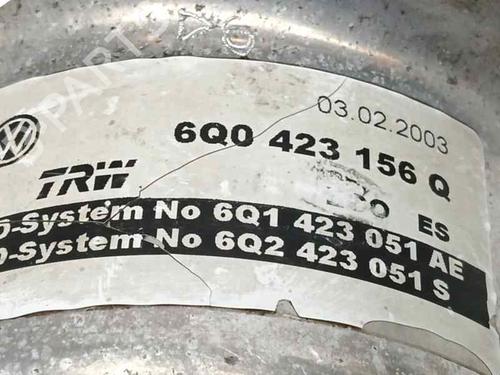 03.02.2003
6Q0 423 156 Q
TRW
ES
-System No 6Q1 423 051 AE
-System No 6Q2 423 051 S